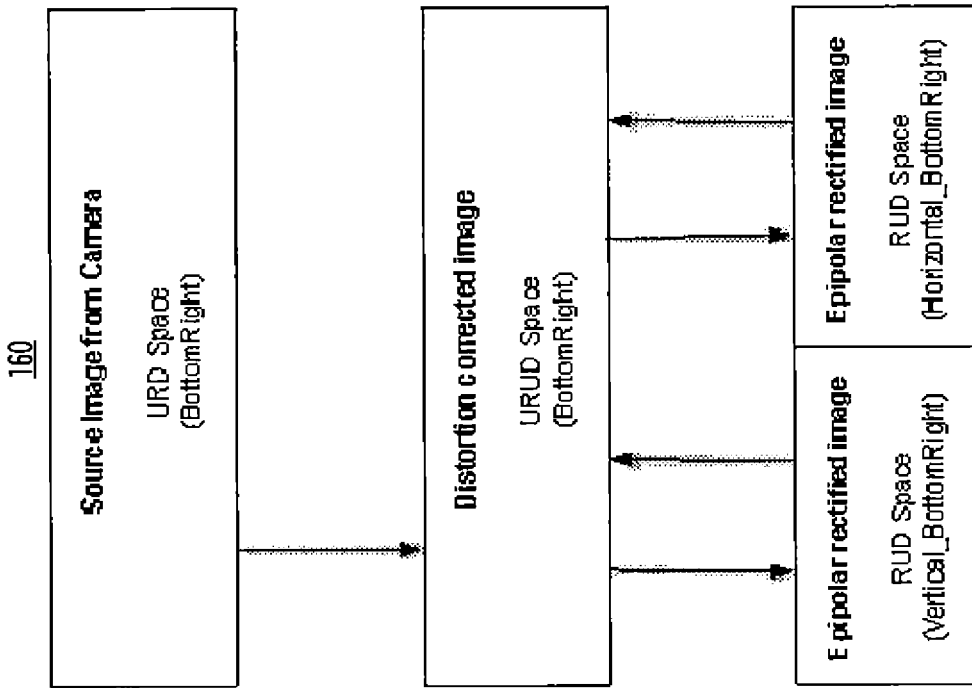 160
Source Image from Camera
URD Space
(BottomRight)
Distortion corrected image
URUD Space
(BottomRight)
Epipolar rectified image
RUD Space
(Vertical_BottomRight)
Epipolar rectified image
RUD Space
(Horizontal_BottomRight)